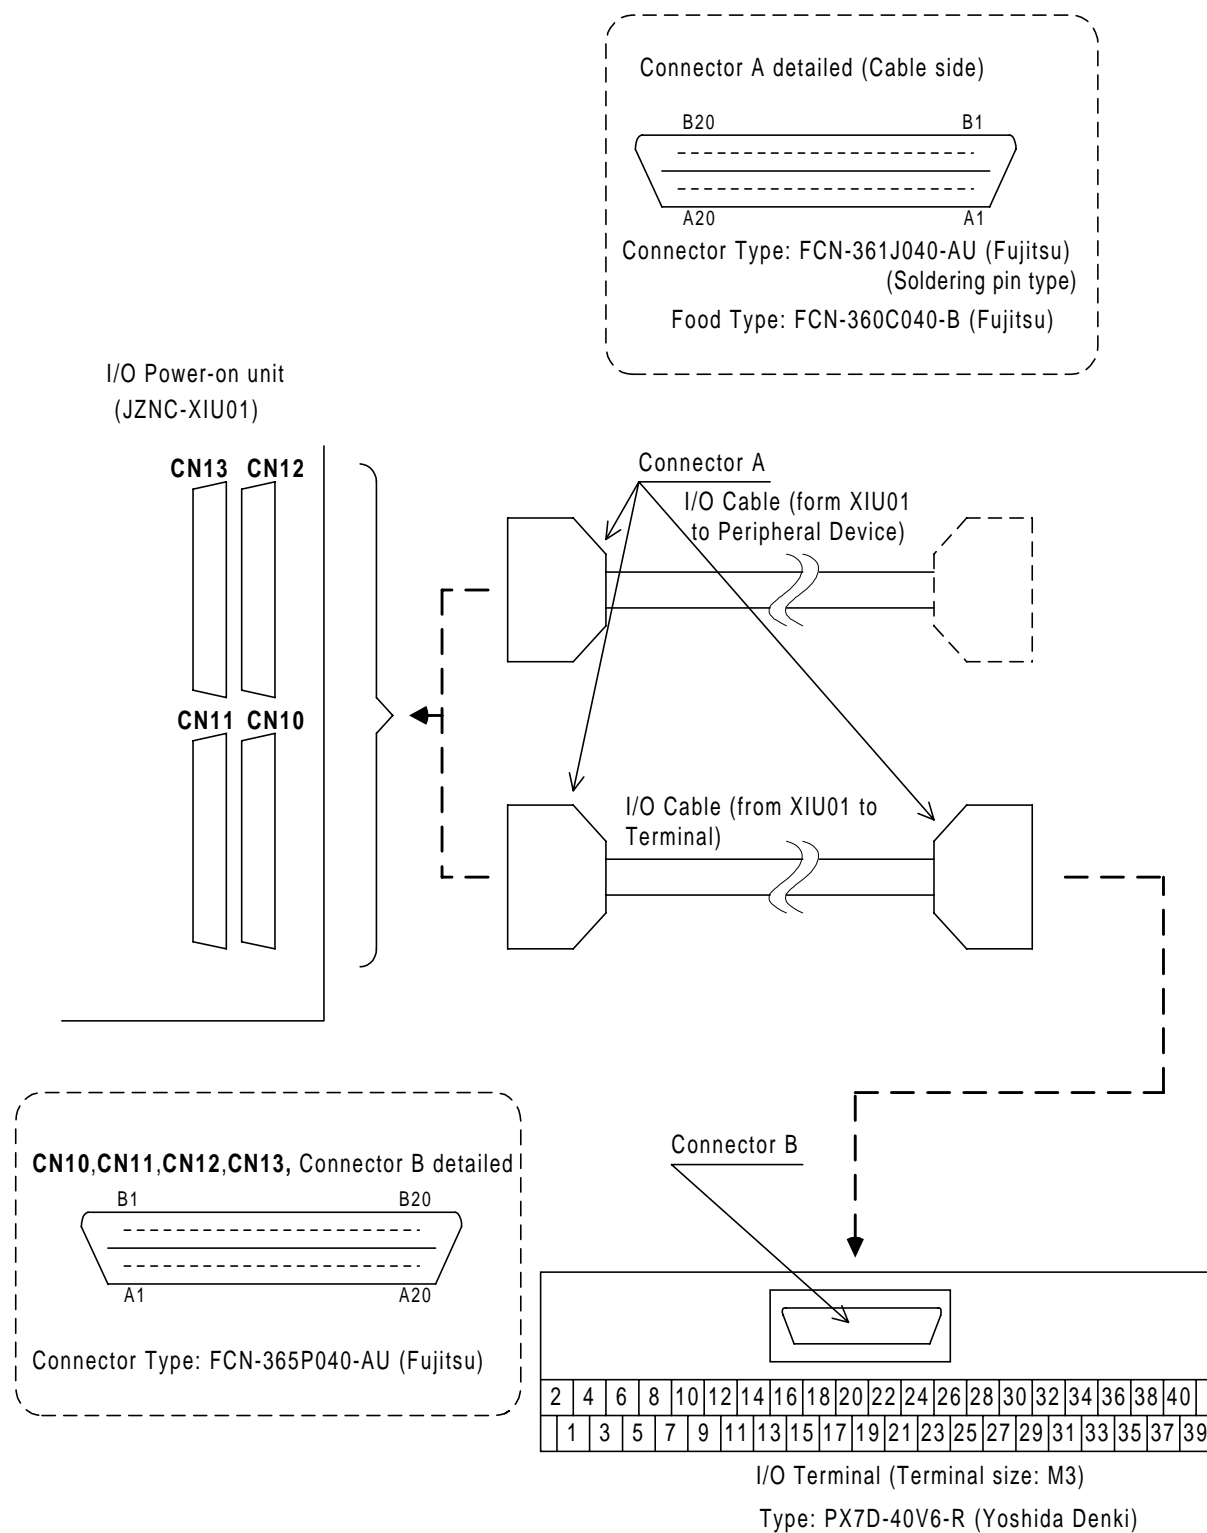 Connector A detailed (Cable side)
B20 B1
A20 A1
Connector Type: FCN-361J040-AU (Fujitsu)
(Soldering pin type)
Food Type: FCN-360C040-B (Fujitsu)
I/O Power-on unit
(JZNC-XIU01)
CN13 CN12
CN11 CN10
Connector A
I/O Cable (form XIU01
to Peripheral Device)
I/O Cable (from XIU01 to
Terminal)
CN10,CN11,CN12,CN13, Connector B detailed
B1 B20
A1 A20
Connector Type: FCN-365P040-AU (Fujitsu)
Connector B
2 4 6 8 10 12 14 16 18 20 22 24 26 28 30 32 34 36 38 40
1 3 5 7 9 11 13 15 17 19 21 23 25 27 29 31 33 35 37 39
I/O Terminal (Terminal size: M3)
Type: PX7D-40V6-R (Yoshida Denki)